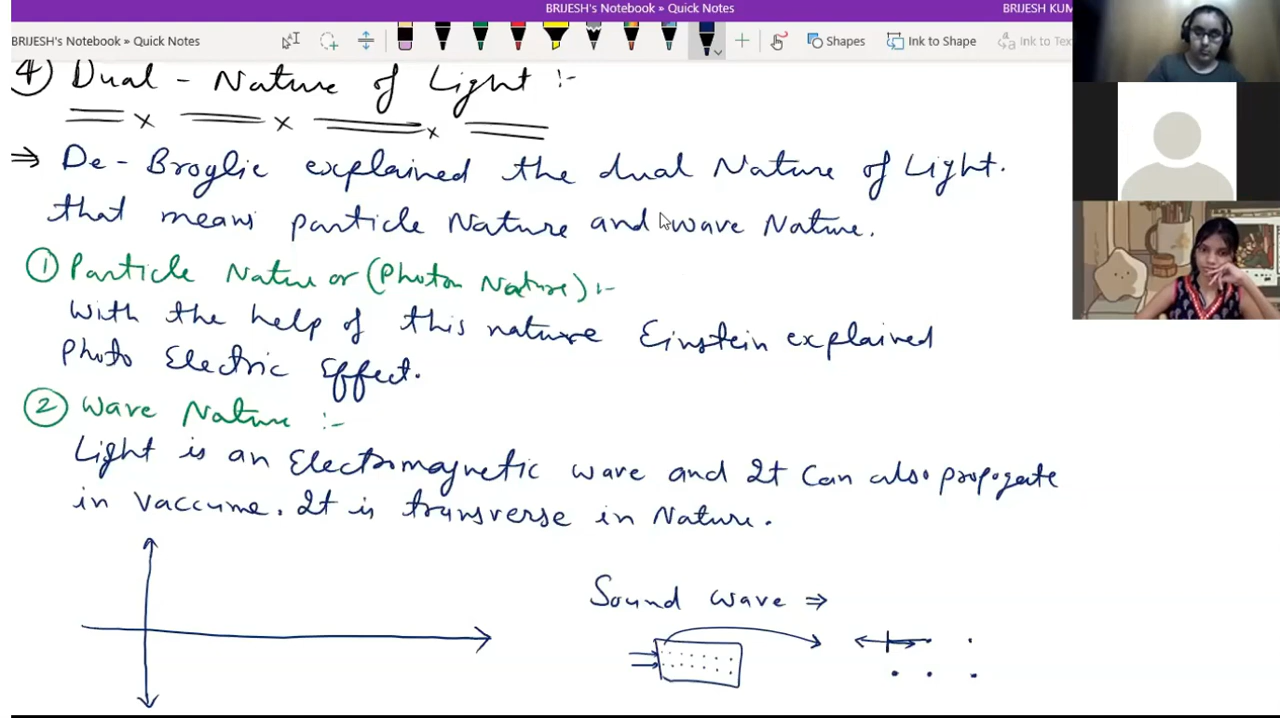 BRIJESH's Notebook » Quick Notes
BRIJESH KUM
BRIJESH's Notebook » Quick Notes
Shapes
Ink to Shape
Ink to Text
4) Dual - Nature of Light :-
⇒ De - Broglie explained the dual Nature of Light.
that means particle Nature and wave Nature.
① Particle Nature or (Photon Nature) :-
With the help of this nature Einstein explained
Photo Electric Effect.
② Wave Nature :-
Light is an Electromagnetic wave and It Can also propogate
in vaccume. It is transverse in Nature.
Sound wave ⇒